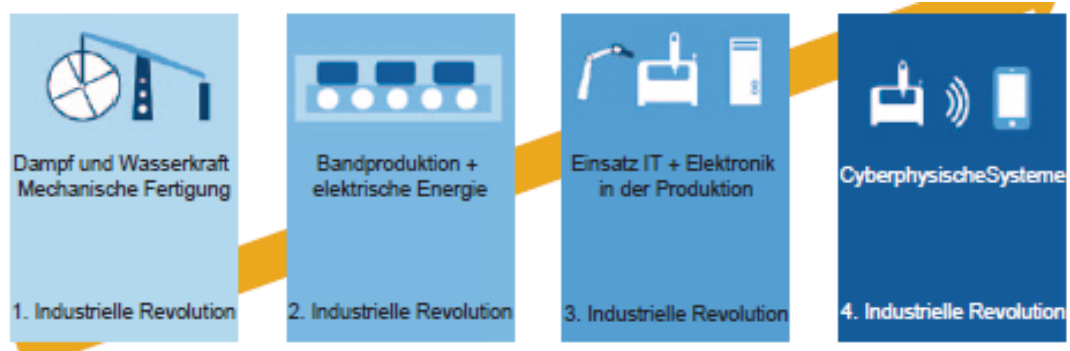 Dampf und Wasserkraft
Mechanische Fertigung
1. Industrielle Revolution
Bandproduktion +
elektrische Energie
2. Industrielle Revolution
Einsatz IT + Elektronik
in der Produktion
3. Industrielle Revolution
CyberphysischeSysteme
4. Industrielle Revolution